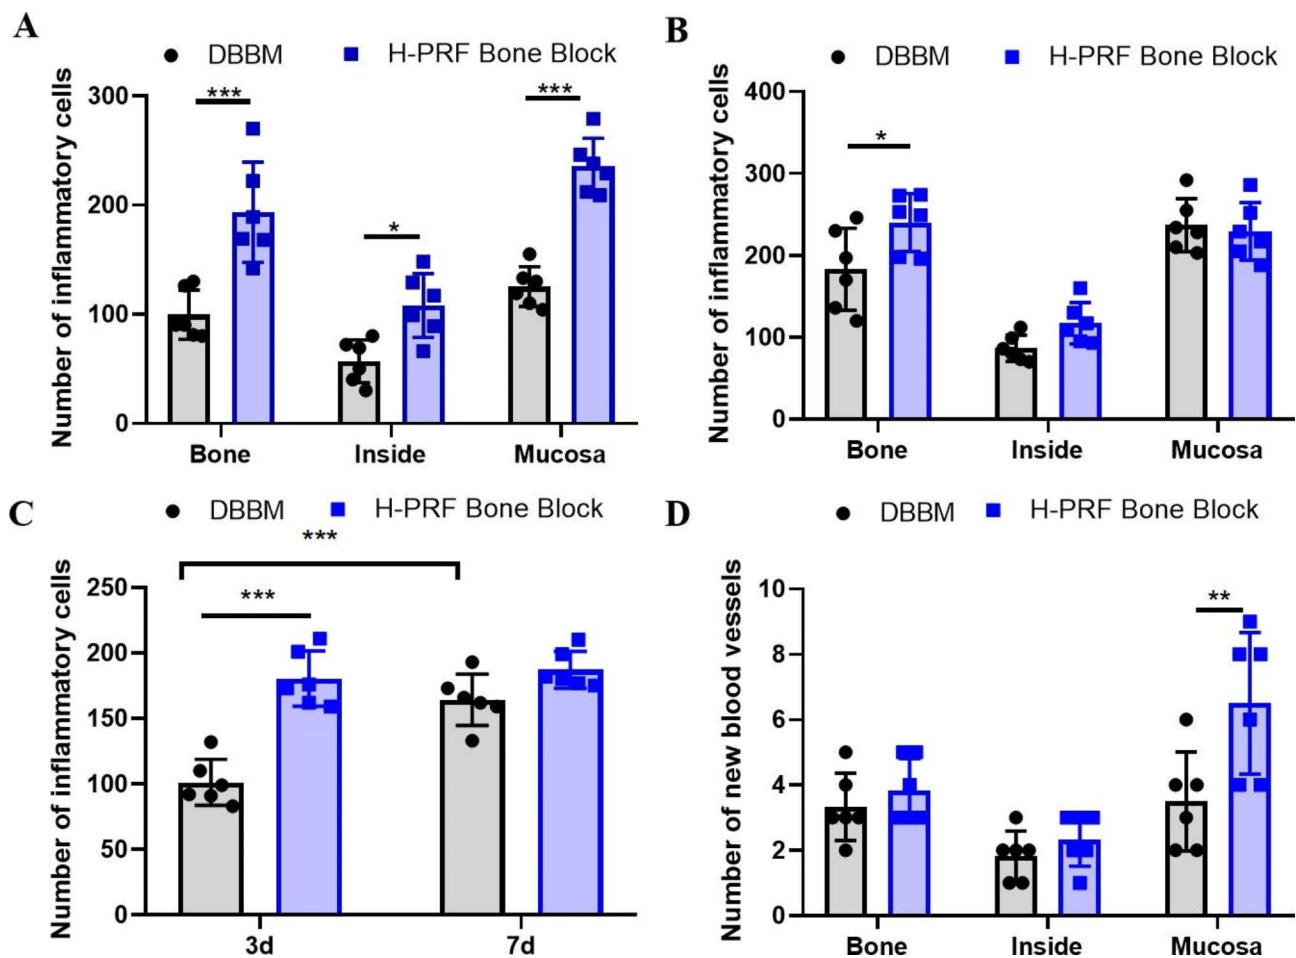 A
DBBM H-PRF Bone Block
Number of inflammatory cells
300
200
100
0
***
*
***
Bone Inside Mucosa
B
DBBM H-PRF Bone Block
Number of inflammatory cells
400
300
200
100
0
*
Bone Inside Mucosa
C
DBBM H-PRF Bone Block
Number of inflammatory cells
250
200
150
100
50
0
***
***
3d 7d
D
DBBM H-PRF Bone Block
Number of new blood vessels
10
8
6
4
2
0
**
Bone Inside Mucosa